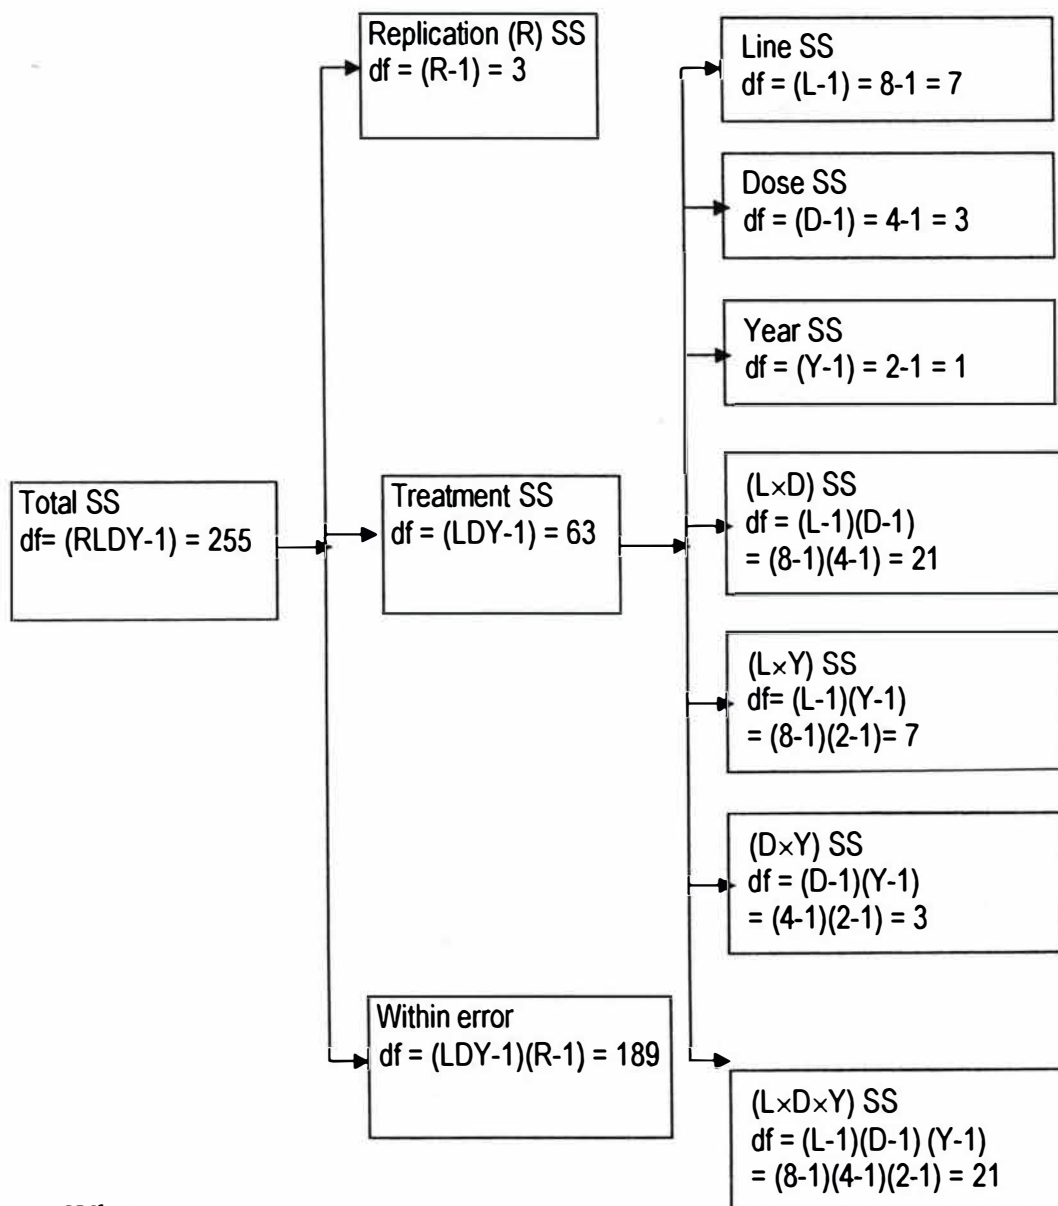 Total SS
df= (RLDY-1) = 255
Replication (R) SS
df = (R-1) = 3
Treatment SS
df = (LDY-1) = 63
Within error
df = (LDY-1)(R-1) = 189
Line SS
df = (L-1) = 8-1 = 7
Dose SS
df = (D-1) = 4-1 = 3
Year SS
df = (Y-1) = 2-1 = 1
(L×D) SS
df = (L-1)(D-1)
= (8-1)(4-1) = 21
(L×Y) SS
df= (L-1)(Y-1)
= (8-1)(2-1)= 7
(D×Y) SS
df = (D-1)(Y-1)
= (4-1)(2-1) = 3
(L×D×Y) SS
df = (L-1)(D-1) (Y-1)
= (8-1)(4-1)(2-1) = 21